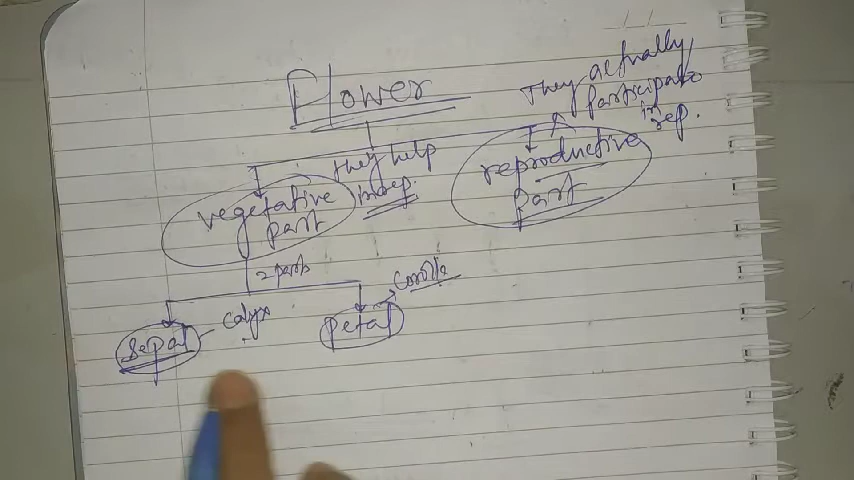 Flower
They actually
participate
in
rep.
they help
in rep.
vegetative
part
reproductive
part
2 parts
Sepal
calyx
petal
corolla